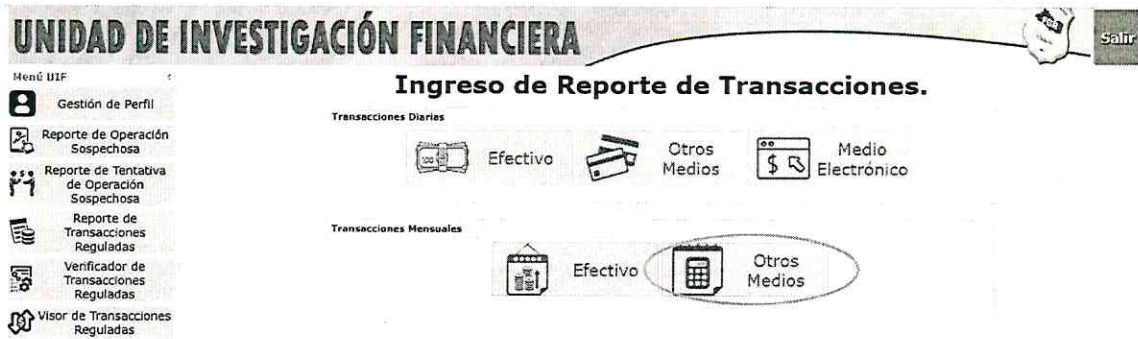 UNIDAD DE INVESTIGACIÓN FINANCIERA
Salir
Menú UIF
Gestión de Perfil
Reporte de Operación
Sospechosa
Reporte de Tentativa
de Operación
Sospechosa
Reporte de
Transacciones
Reguladas
Verificador de
Transacciones
Reguladas
Visor de Transacciones
Reguladas
Ingreso de Reporte de Transacciones.
Transacciones Diarias
Efectivo
Otros
Medios
Medio
Electrónico
Transacciones Mensuales
Efectivo
Otros
Medios